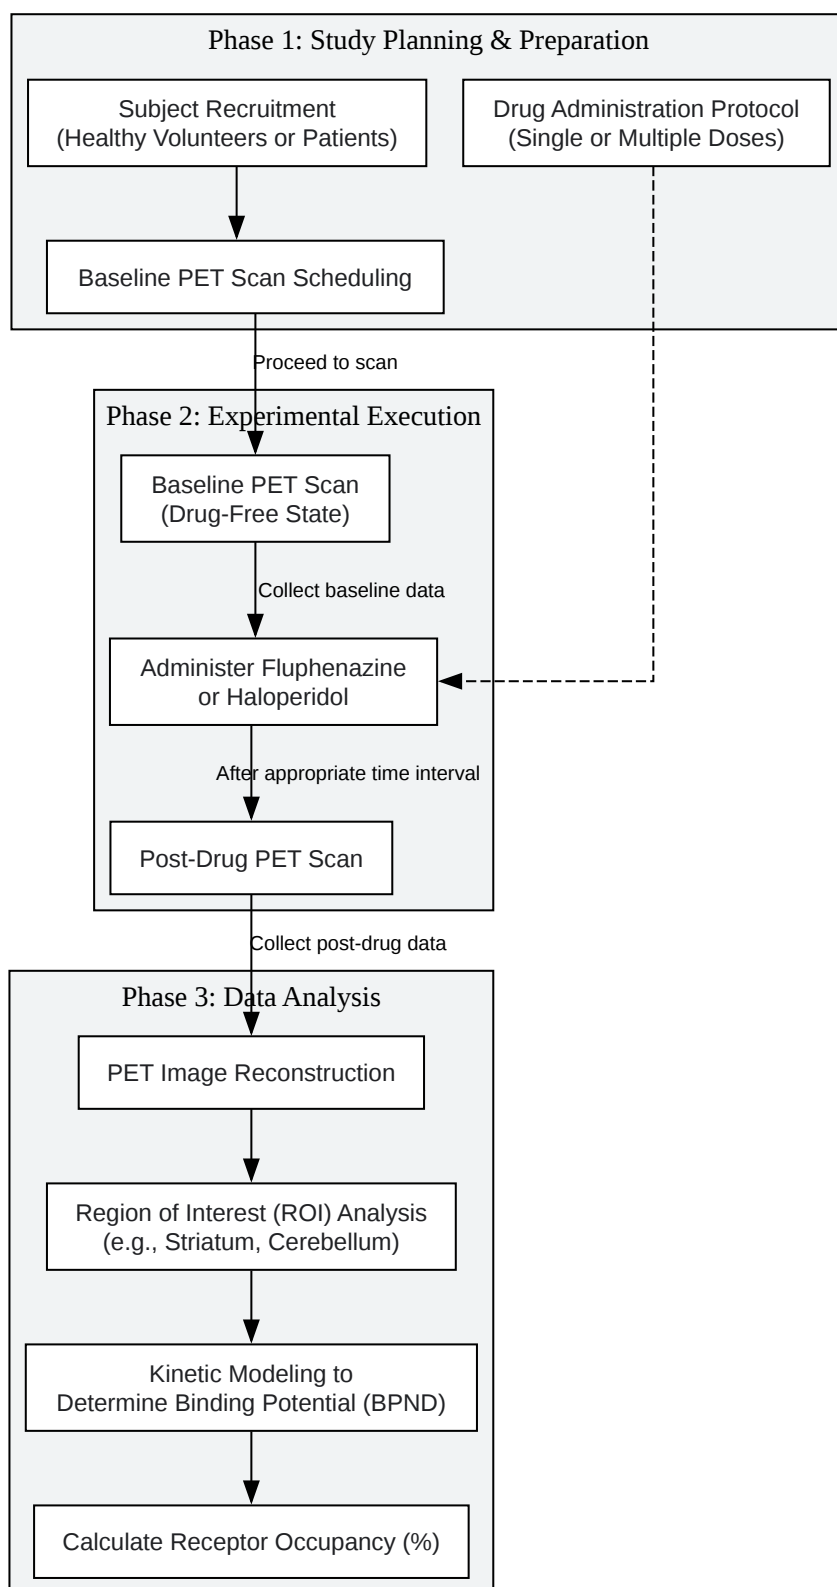 Phase 1: Study Planning & Preparation
Subject Recruitment
(Healthy Volunteers or Patients)
Drug Administration Protocol
(Single or Multiple Doses)
Baseline PET Scan Scheduling
Proceed to scan
Phase 2: Experimental Execution
Baseline PET Scan
(Drug-Free State)
Collect baseline data
Administer Fluphenazine
or Haloperidol
After appropriate time interval
Post-Drug PET Scan
Collect post-drug data
Phase 3: Data Analysis
PET Image Reconstruction
Region of Interest (ROI) Analysis
(e.g., Striatum, Cerebellum)
Kinetic Modeling to
Determine Binding Potential (BPND)
Calculate Receptor Occupancy (%)